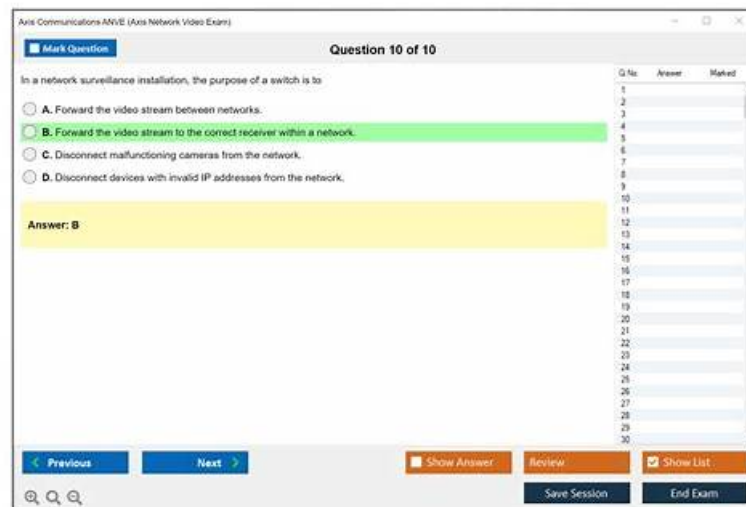 Axis Communications ANVE (Axis Network Video Exam)
Mark Question
Question 10 of 10
In a network surveillance installation, the purpose of a switch is to
A. Forward the video stream between networks.
B. Forward the video stream to the correct receiver within a network.
C. Disconnect malfunctioning cameras from the network.
D. Disconnect devices with invalid IP addresses from the network.
Answer: B
Q.No. Answer Marked
1
2
3
4
5
6
7
8
9
10
11
12
13
14
15
16
17
18
19
20
21
22
23
24
25
26
27
28
29
30
Previous Next Show Answer Review Show List
Save Session End Exam